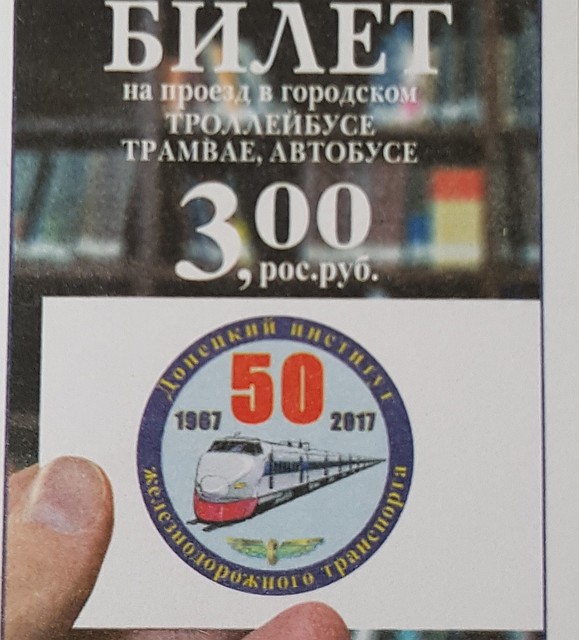 БИЛЕТ
на проезд в городском
ТРОЛЛЕЙБУСЕ
ТРАМВАЕ, АВТОБУСЕ
3,00
рос.руб.
Донецкий институт
50
1967 2017
железнодорожного транспорта